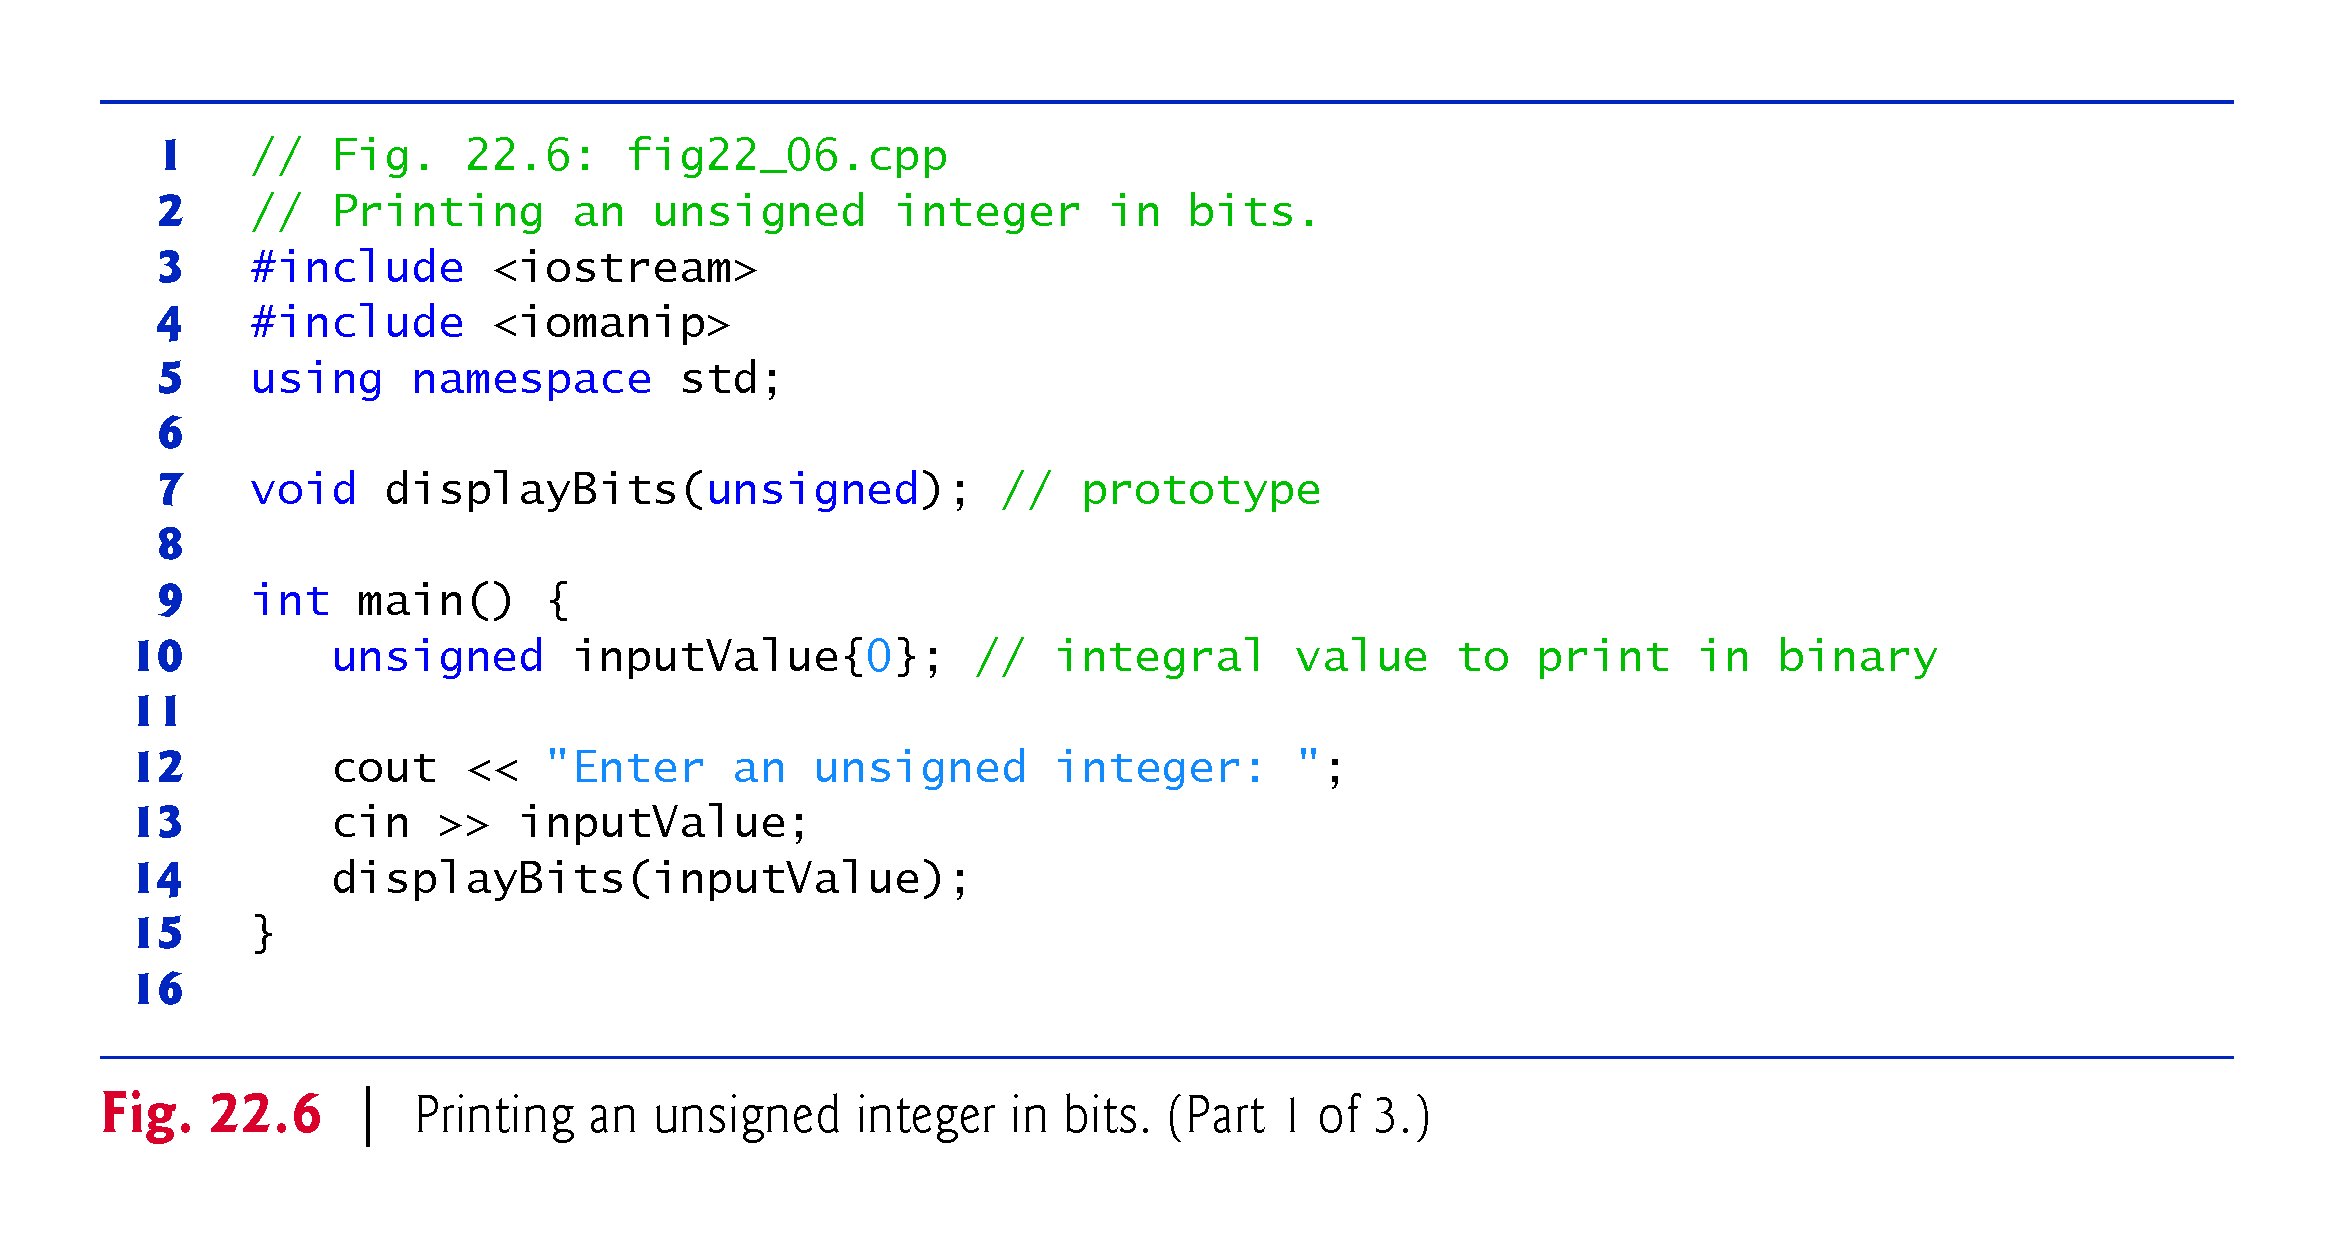 1 // Fig. 22.6: fig22_06.cpp
2 // Printing an unsigned integer in bits.
3 #include <iostream>
4 #include <iomanip>
5 using namespace std;
6
7 void displayBits(unsigned); // prototype
8
9 int main() {
10    unsigned inputValue{0}; // integral value to print in binary
11
12    cout << "Enter an unsigned integer: ";
13    cin >> inputValue;
14    displayBits(inputValue);
15 }
16
Fig. 22.6 | Printing an unsigned integer in bits. (Part 1 of 3.)